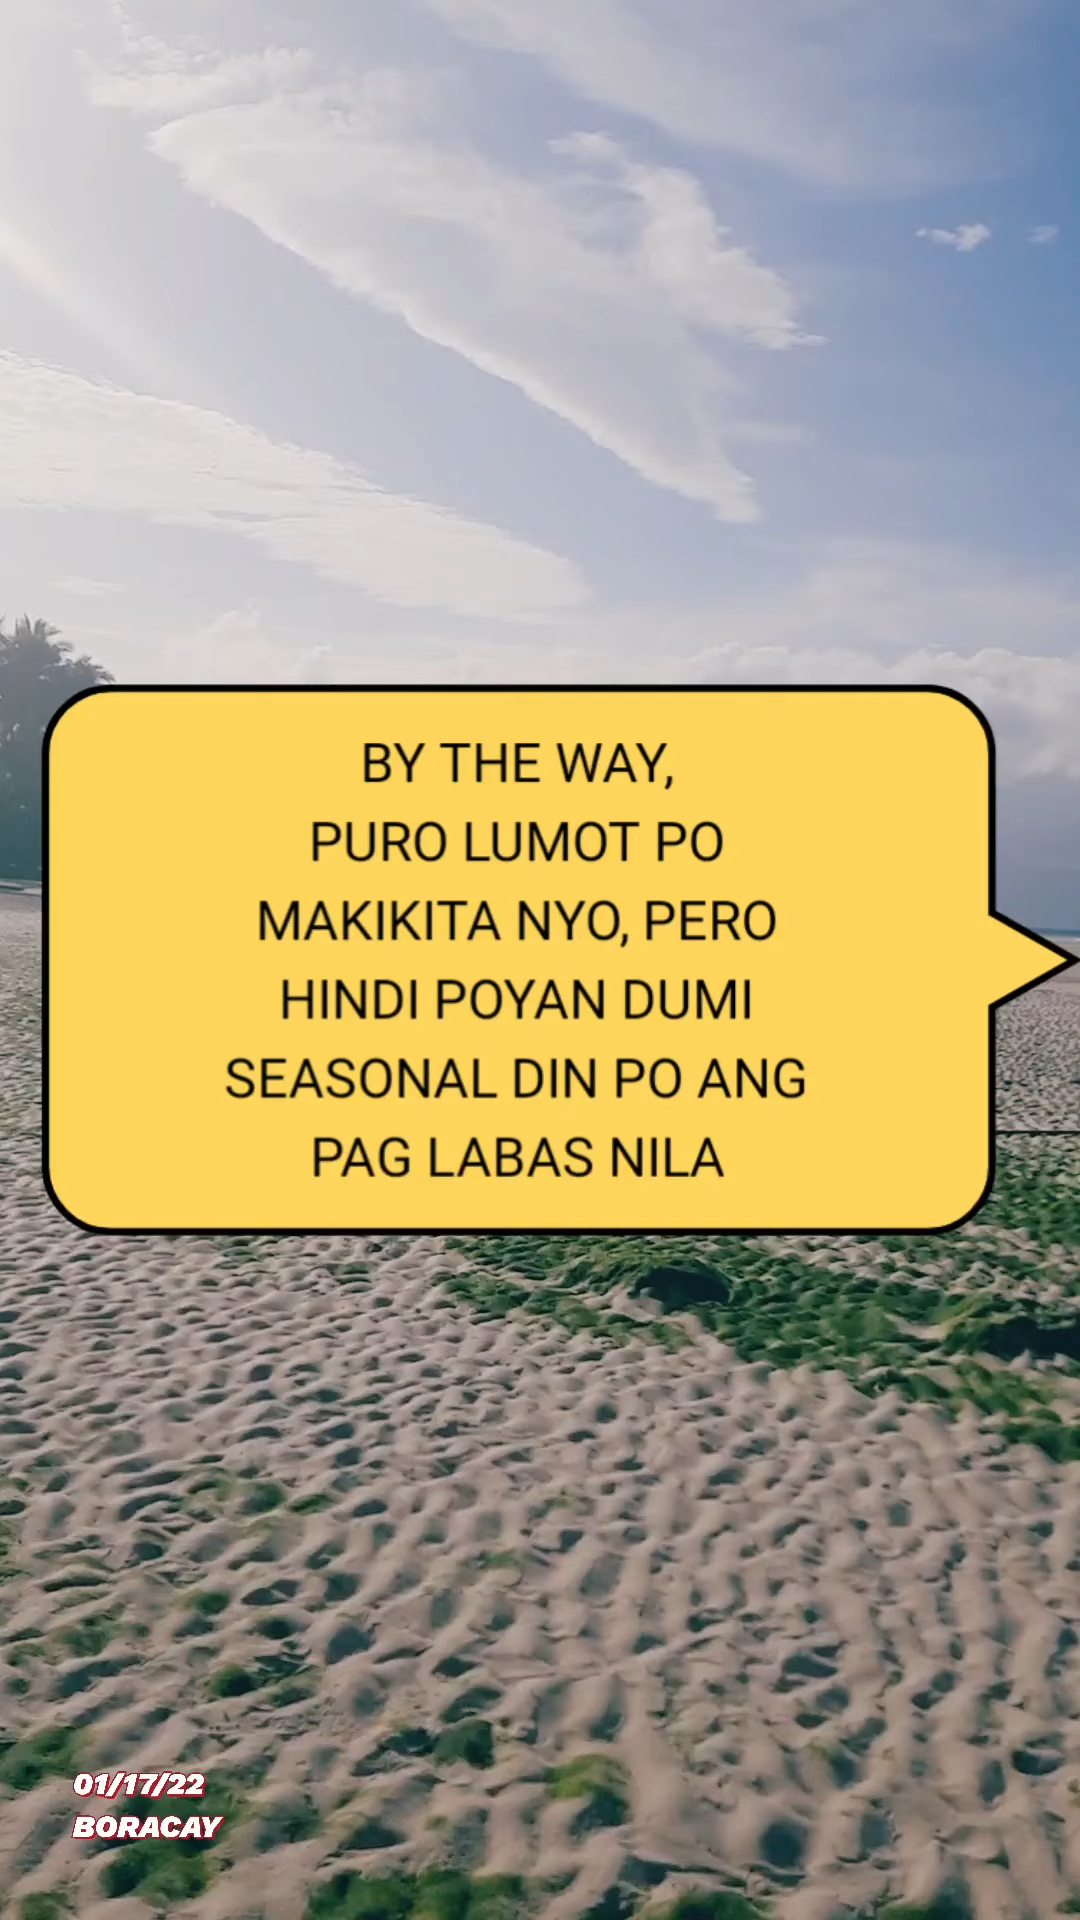 BY THE WAY,
PURO LUMOT PO
MAKIKITA NYO, PERO
HINDI POYAN DUMI
SEASONAL DIN PO ANG
PAG LABAS NILA
01/17/22
BORACAY